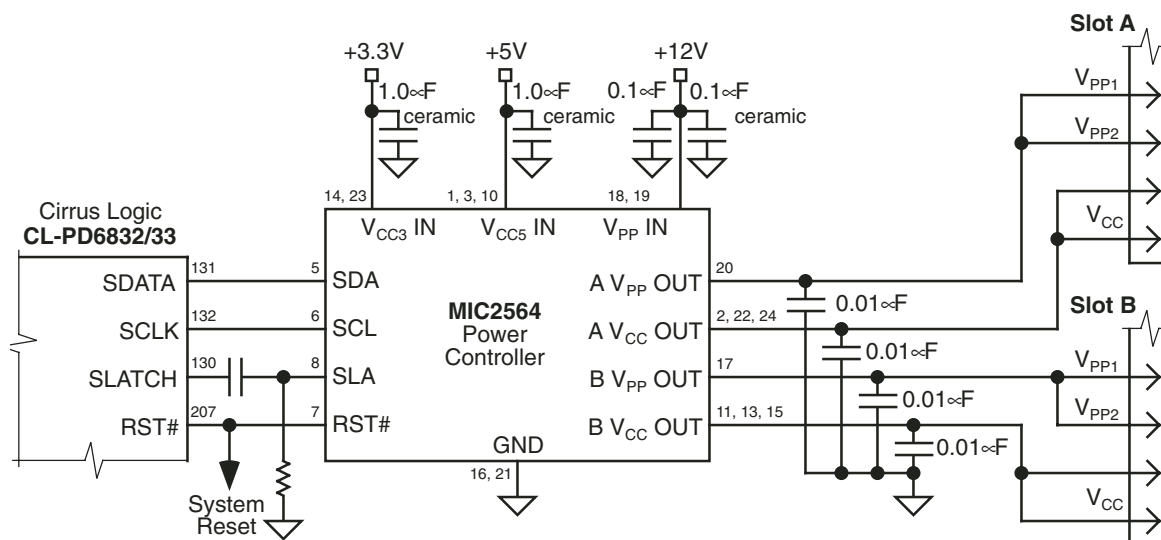 Slot A
+3.3V
+5V
+12V
1.0∝F
1.0∝F
0.1∝F
0.1∝F
ceramic
ceramic
ceramic
VPP1
VPP2
VCC
14, 23
1, 3, 10
18, 19
VCC3 IN
VCC5 IN
VPP IN
Cirrus Logic
CL-PD6832/33
SDATA
131
5
SDA
SCLK
132
6
SCL
SLATCH
130
8
SLA
RST#
207
7
RST#
MIC2564
Power
Controller
GND
16, 21
A VPP OUT
20
A VCC OUT
2, 22, 24
B VPP OUT
17
B VCC OUT
11, 13, 15
0.01∝F
0.01∝F
0.01∝F
0.01∝F
Slot B
VPP1
VPP2
VCC
System
Reset